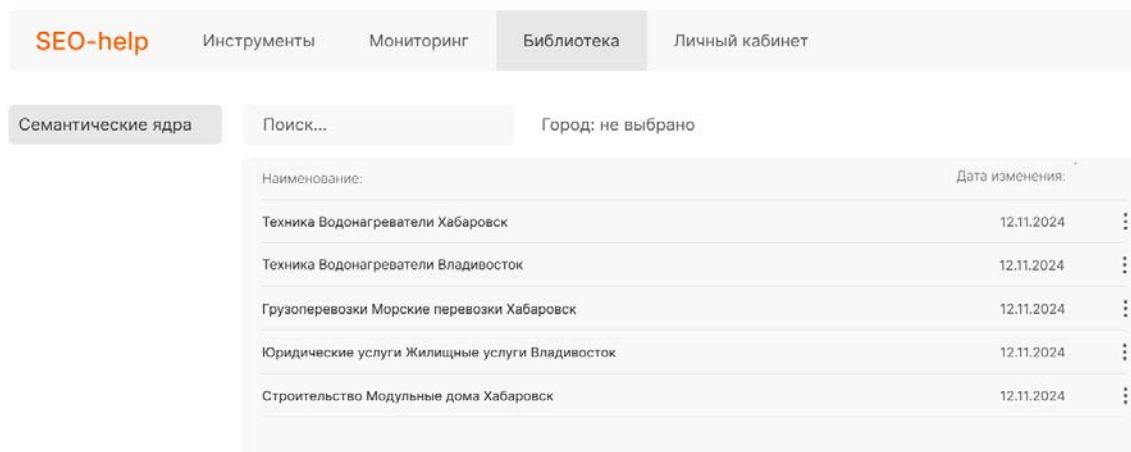 SEO-help Инструменты Мониторинг Библиотека Личный кабинет
Семантические ядра Поиск... Город: не выбрано
Наименование: Дата изменения:
Техника Водонагреватели Хабаровск 12.11.2024
Техника Водонагреватели Владивосток 12.11.2024
Грузоперевозки Морские перевозки Хабаровск 12.11.2024
Юридические услуги Жилищные услуги Владивосток 12.11.2024
Строительство Модульные дома Хабаровск 12.11.2024